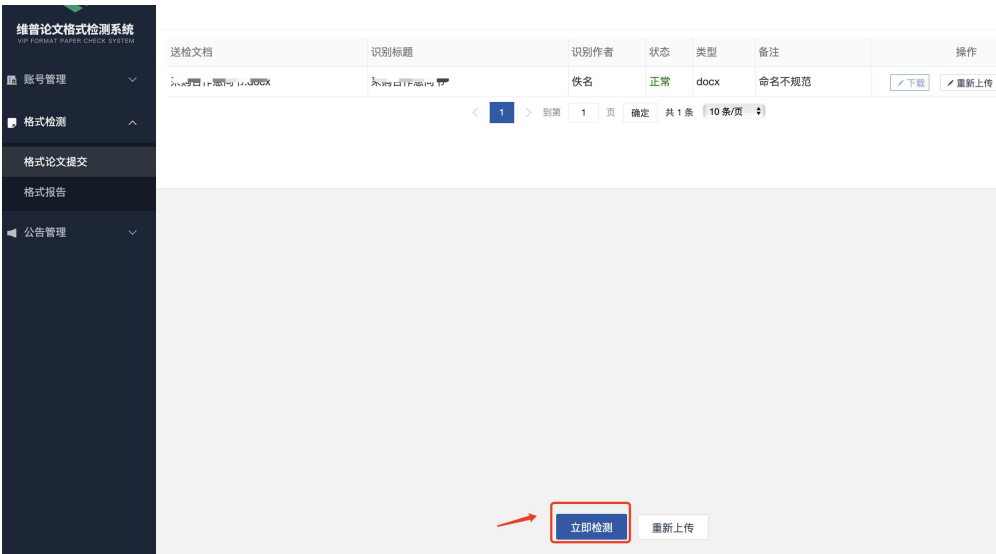 维普论文格式检测系统
VIP FORMAT PAPER CHECK SYSTEM
账号管理
格式检测
格式论文提交
格式报告
公告管理
送检文档 识别标题 识别作者 状态 类型 备注 操作
.docx 佚名 正常 docx 命名不规范 下载 重新上传
1 到第 1 页 确定 共 1 条 10 条/页
立即检测 重新上传